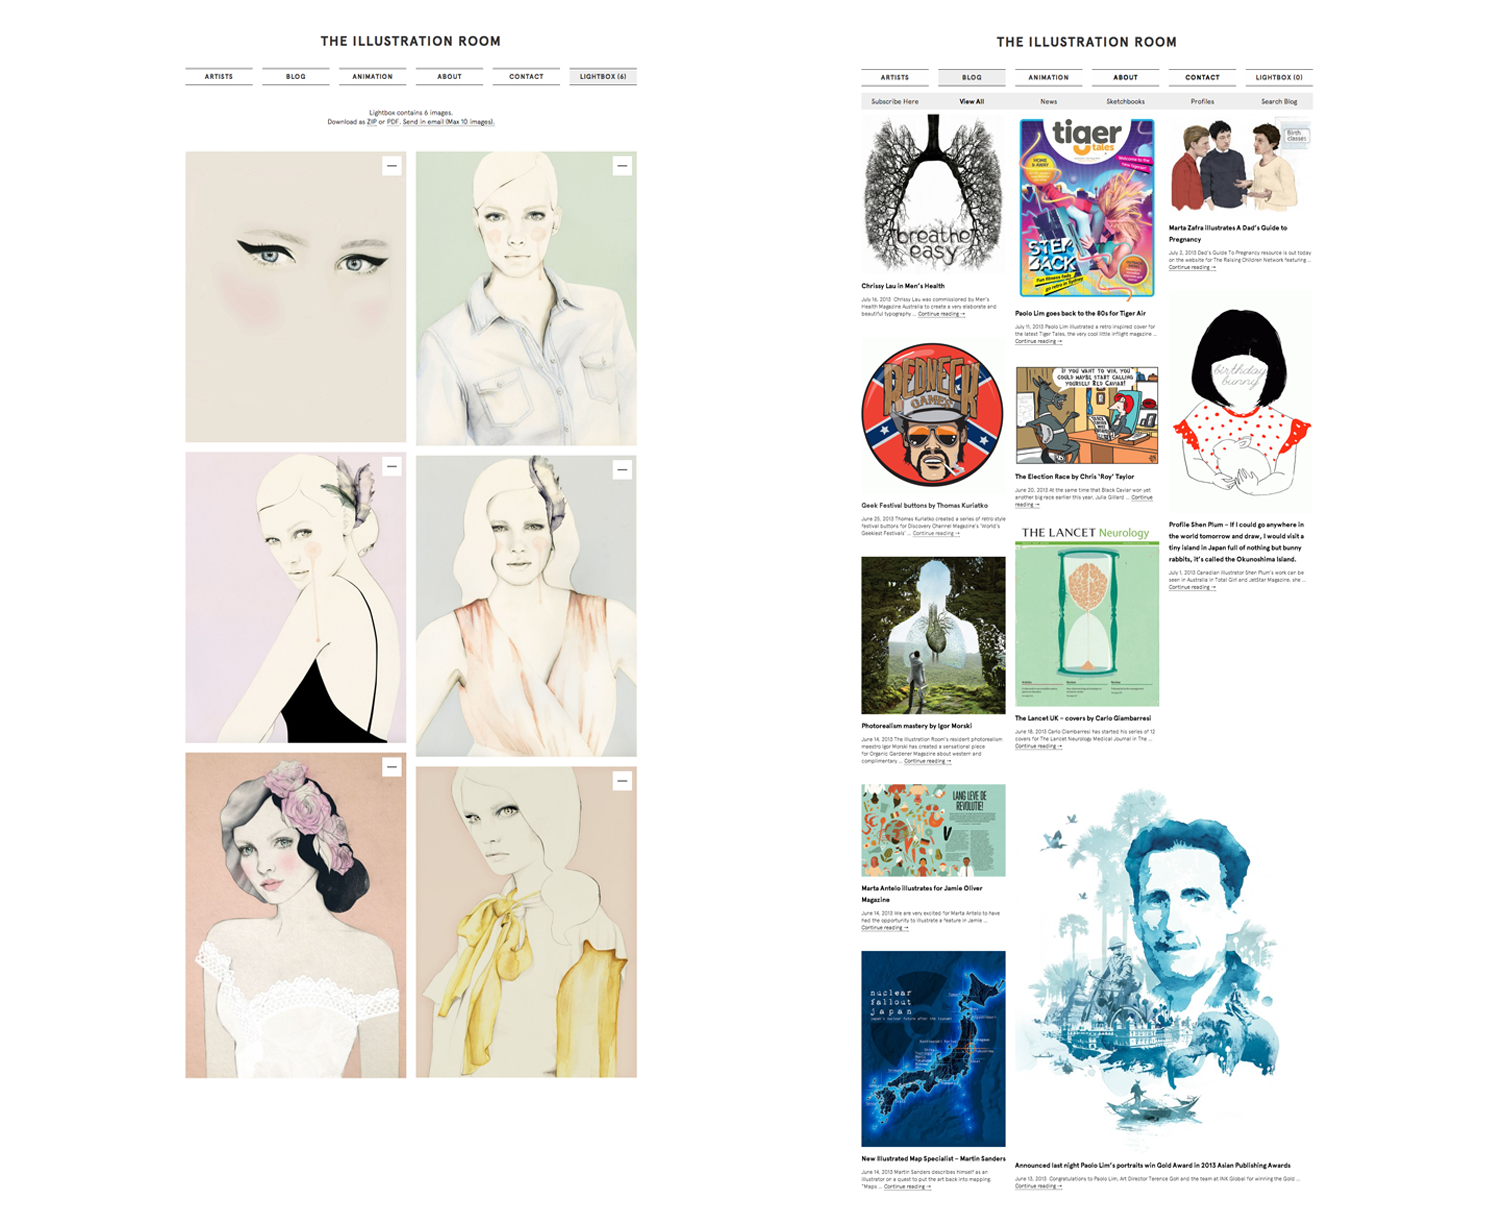 THE ILLUSTRATION ROOM
ARTISTS
BLOG
ANIMATION
ABOUT
CONTACT
LIGHTBOX (6)
Lightbox contains 6 images.
Download as ZIP or PDF. Send in email (Max 10 images).
THE ILLUSTRATION ROOM
ARTISTS
BLOG
ANIMATION
ABOUT
CONTACT
LIGHTBOX (0)
Subscribe Here
View All
News
Sketchbooks
Profiles
Search Blog
breathe
easy
Chrissy Lau in Men's Health
July 16, 2013 Chrissy Lau was commissioned by Men's
Health Magazine Australia to create a very elaborate and
beautiful typography ... Continue reading →
REDNECK
GAMES
Geek Festival buttons by Thomas Kuriatko
June 25, 2013 Thomas Kuriatko created a series of retro style
festival buttons for Discovery Channel Magazine's "World's
Geekiest Festivals" ... Continue reading →
Photorealism mastery by Igor Morski
June 14, 2013 The Illustration Room's resident photorealism
maestro Igor Morski has created a sensational piece
for Organic Gardener Magazine about western and
complimentary ... Continue reading →
LANG LEVE DE
REVOLUTIE!
Marta Antelo illustrates for Jamie Oliver
Magazine
June 14, 2013 We are very excited for Marta Antelo to have
had the opportunity to illustrate a feature in Jamie ...
Continue reading →
nuclear
fallout
japan
japan's nuclear future after the tsunami
New Illustrated Map Specialist – Martin Sanders
June 14, 2013 Martin Sanders describes himself as an
illustrator on a quest to put the art back into mapping.
"Maps ... Continue reading →
tiger
tales
HOME
& AWAY
Welcome to the
STEP
BACK
Fun fitness finds
go retro in Sydney
Paolo Lim goes back to the 80s for Tiger Air
July 11, 2013 Paolo Lim illustrated a retro inspired cover for
the latest Tiger Tales, the very cool little inflight magazine ...
Continue reading →
IF YOU WANT TO WIN, YOU
COULD MAYBE START CALLING
YOURSELF RED CAVIAR!
The Election Race by Chris 'Roy' Taylor
June 20, 2013 At the same time that Black Caviar won yet
another big race earlier this year, Julia Gillard ... Continue
reading →
THE LANCET Neurology
The Lancet UK – covers by Carlo Giambarresi
June 18, 2013 Carlo Giambarresi has started his series of 12
covers for The Lancet Neurology Medical Journal in The ...
Continue reading →
Birth
classes
Marta Zafra illustrates A Dad's Guide to
Pregnancy
July 2, 2013 Dad's Guide To Pregnancy resource is out today
on the website for The Raising Children Network featuring ...
Continue reading →
birthday
bunny
Profile Shen Plum – If I could go anywhere in
the world tomorrow and draw, I would visit a
tiny island in Japan full of nothing but bunny
rabbits, it's called the Okunoshima Island.
July 1, 2013 Canadian illustrator Shen Plum's work can be
seen in Australia in Total Girl and JetStar Magazine, she ...
Continue reading →
Announced last night Paolo Lim's portraits win Gold Award in 2013 Asian Publishing Awards
June 13, 2013 Congratulations to Paolo Lim, Art Director Terence Goh and the team at INK Global for winning the Gold ...
Continue reading →